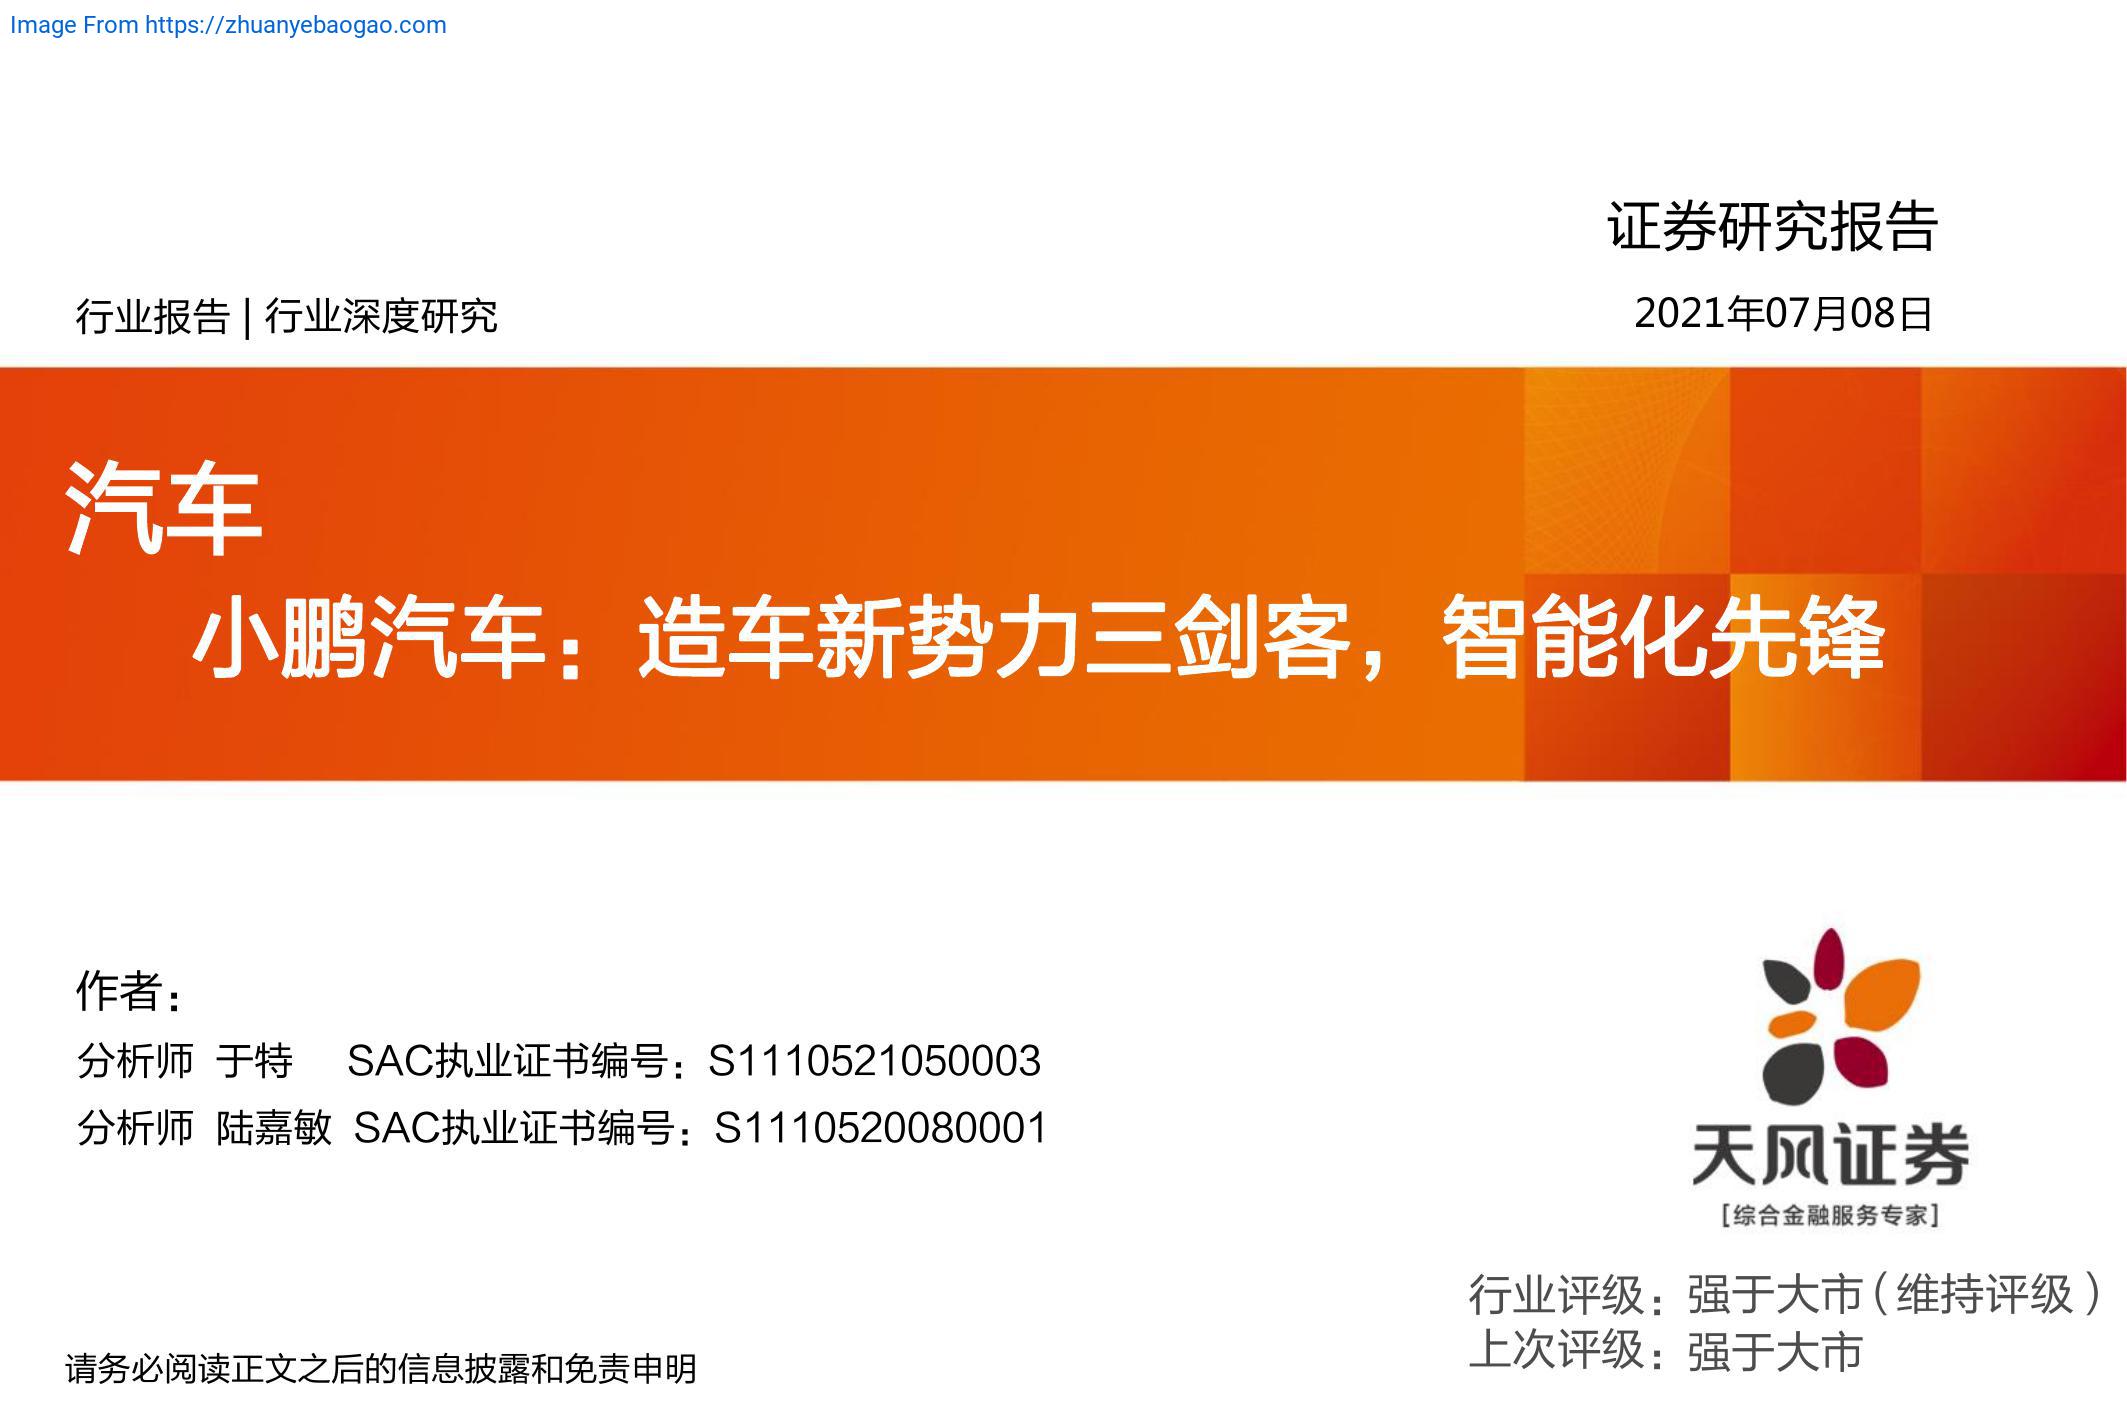 Image From https://zhuanyebaogao.com
证券研究报告
行业报告 | 行业深度研究
2021年07月08日
汽车
小鹏汽车：造车新势力三剑客，智能化先锋
作者：
分析师 于特 SAC执业证书编号：S1110521050003
分析师 陆嘉敏 SAC执业证书编号：S1110520080001
天风证券
[综合金融服务专家]
行业评级：强于大市（维持评级）
上次评级：强于大市
请务必阅读正文之后的信息披露和免责申明